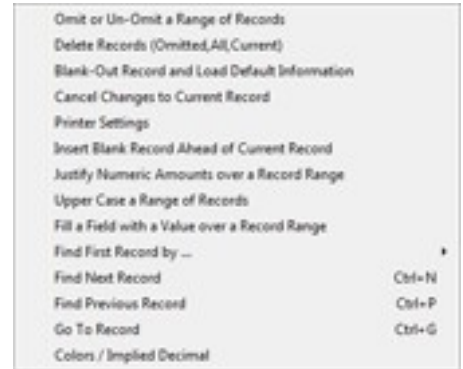 Omit or Un-Omit a Range of Records
Delete Records (Omitted,All,Current)
Blank-Out Record and Load Default Information
Cancel Changes to Current Record
Printer Settings
Insert Blank Record Ahead of Current Record
Justify Numeric Amounts over a Record Range
Upper Case a Range of Records
Fill a Field with a Value over a Record Range
Find First Record by ...
Find Next Record Ctrl+N
Find Previous Record Ctrl+P
Go To Record Ctrl+G
Colors / Implied Decimal